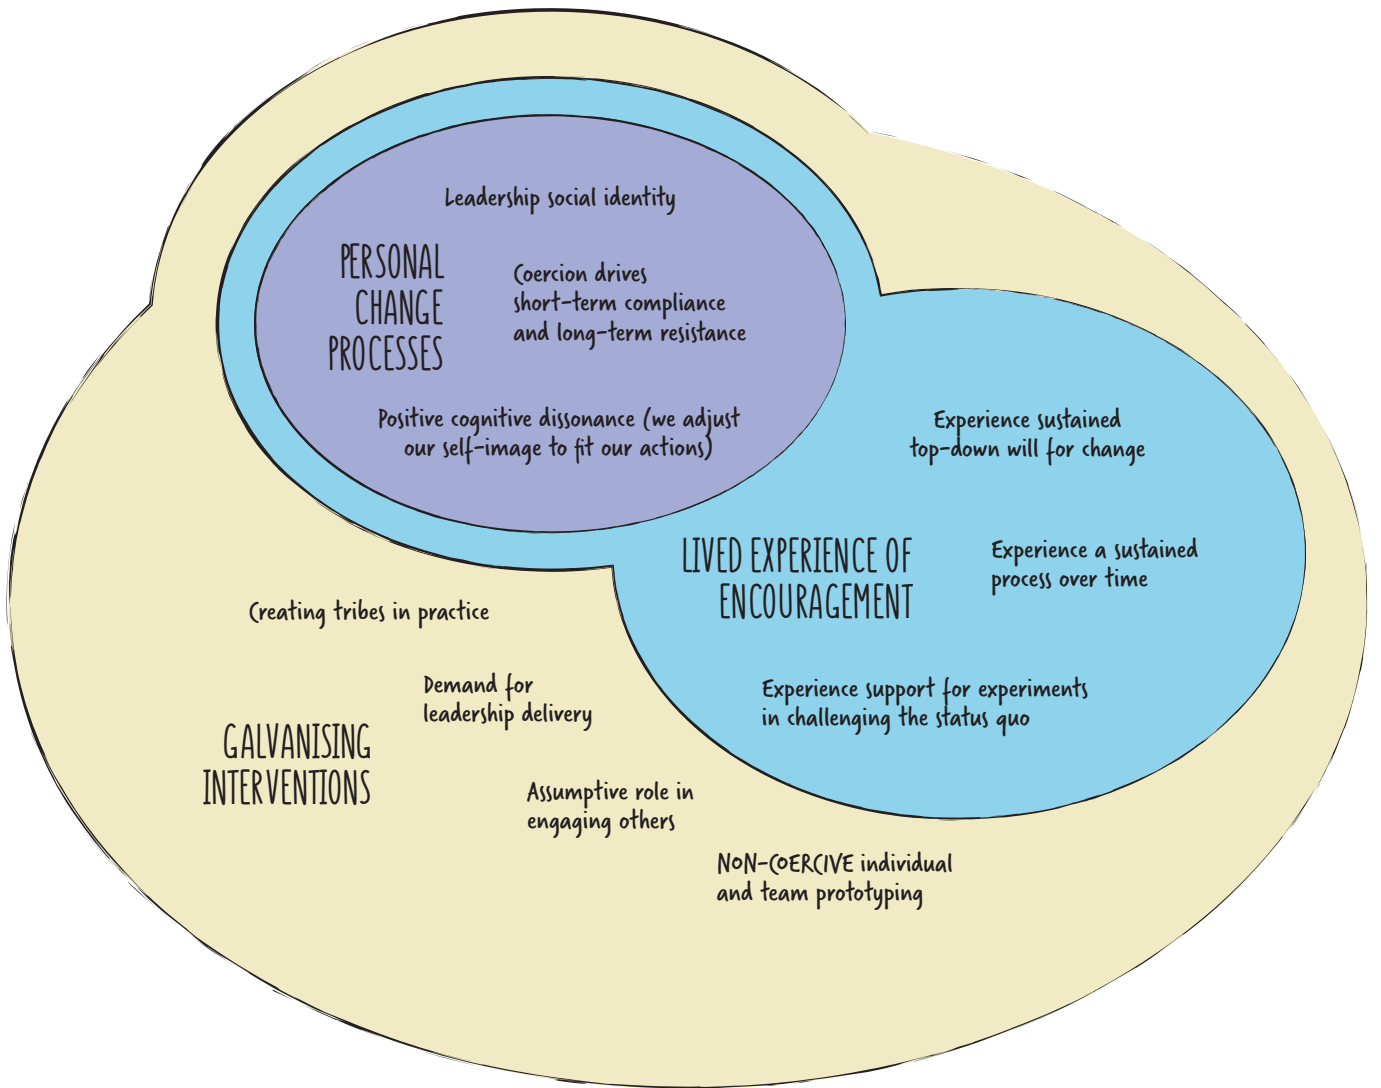 Leadership social identity
PERSONAL
CHANGE
PROCESSES
Coercion drives
short-term compliance
and long-term resistance
Positive cognitive dissonance (we adjust
our self-image to fit our actions)
Experience sustained
top-down will for change
LIVED EXPERIENCE OF
ENCOURAGEMENT
Experience a sustained
process over time
Experience support for experiments
in challenging the status quo
Creating tribes in practice
Demand for
leadership delivery
GALVANISING
INTERVENTIONS
Assumptive role in
engaging others
NON-COERCIVE individual
and team prototyping